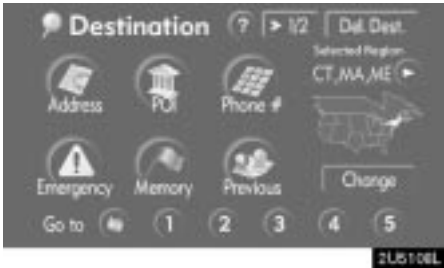 Destination ? 1/2 Del. Dest.
Selected Region
CT,MA,ME
Address POI Phone #
Emergency Memory Previous
Change
Go to 1 2 3 4 5
2U5108L